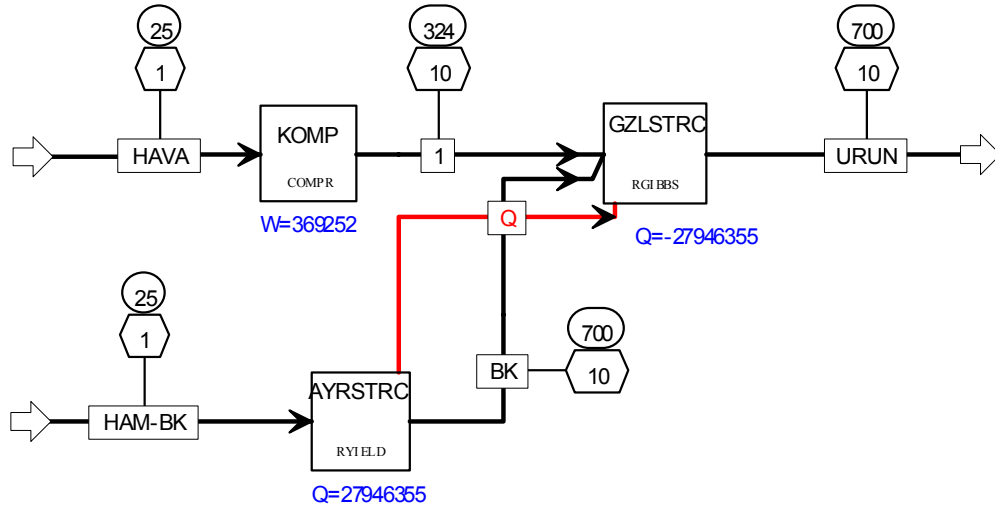 25
1
324
10
700
10
HAVA
KOMP
COMPR
W=369252
1
GZLSTRC
RGIBBS
Q=-27946355
URUN
Q
25
1
700
10
HAM-BK
AYRSTRC
RYIELD
Q=27946355
BK